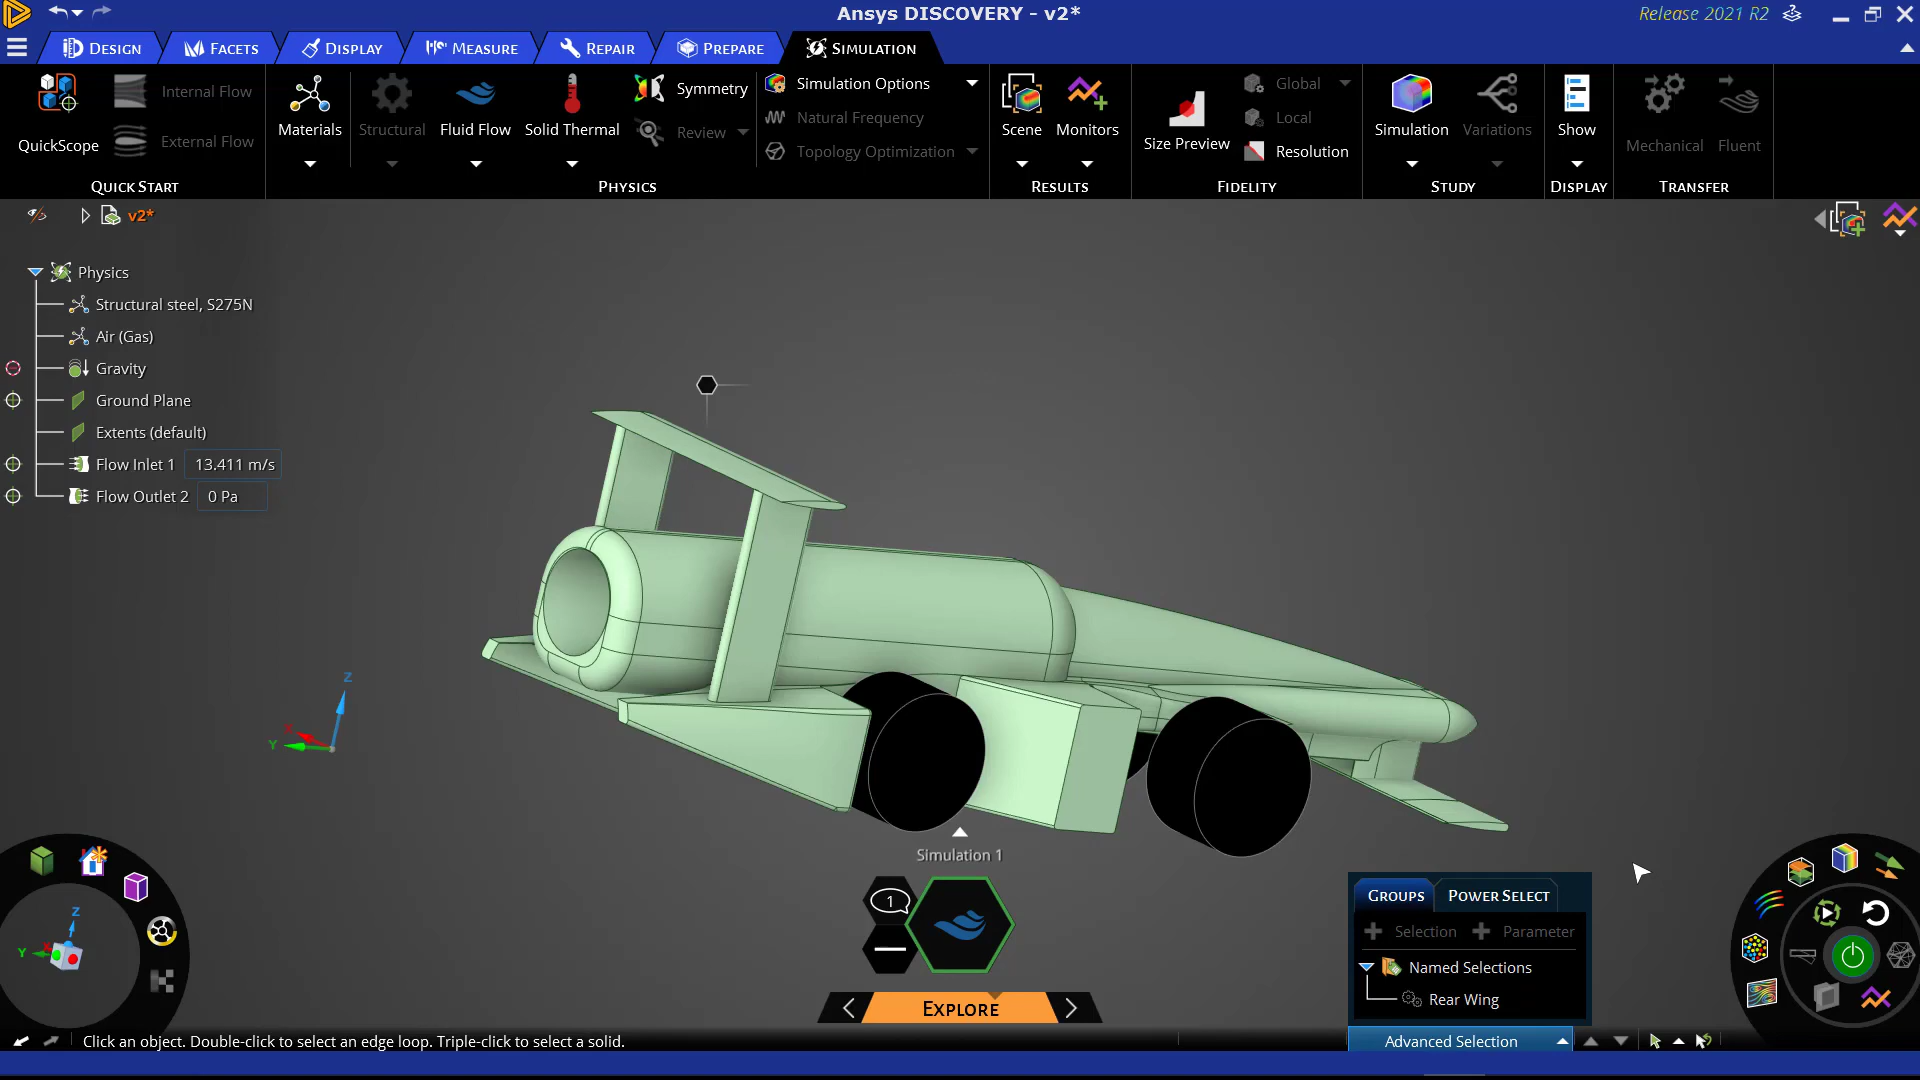 Ansys DISCOVERY - v2*
Release 2021 R2
DESIGN
FACETS
DISPLAY
MEASURE
REPAIR
PREPARE
SIMULATION
QuickScope
Internal Flow
External Flow
QUICK START
Materials
Structural
Fluid Flow
Solid Thermal
Symmetry
Review
Simulation Options
Natural Frequency
Topology Optimization
PHYSICS
Scene
Monitors
RESULTS
Size Preview
Global
Local
Resolution
FIDELITY
Simulation
Variations
STUDY
Show
DISPLAY
Mechanical
Fluent
TRANSFER
v2*
Physics
Structural steel, S275N
Air (Gas)
Gravity
Ground Plane
Extents (default)
Flow Inlet 1 13.411 m/s
Flow Outlet 2 0 Pa
Z
X
Y
Simulation 1
1
EXPLORE
Z
Y
GROUPS
POWER SELECT
Selection
Parameter
Named Selections
Rear Wing
Click an object. Double-click to select an edge loop. Triple-click to select a solid.
Advanced Selection